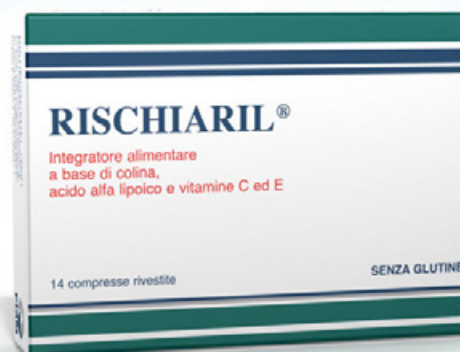 RISCHIARIL®
Integratore alimentare
a base di colina,
acido alfa lipoico e vitamine C ed E
14 compresse rivestite
SENZA GLUTINE